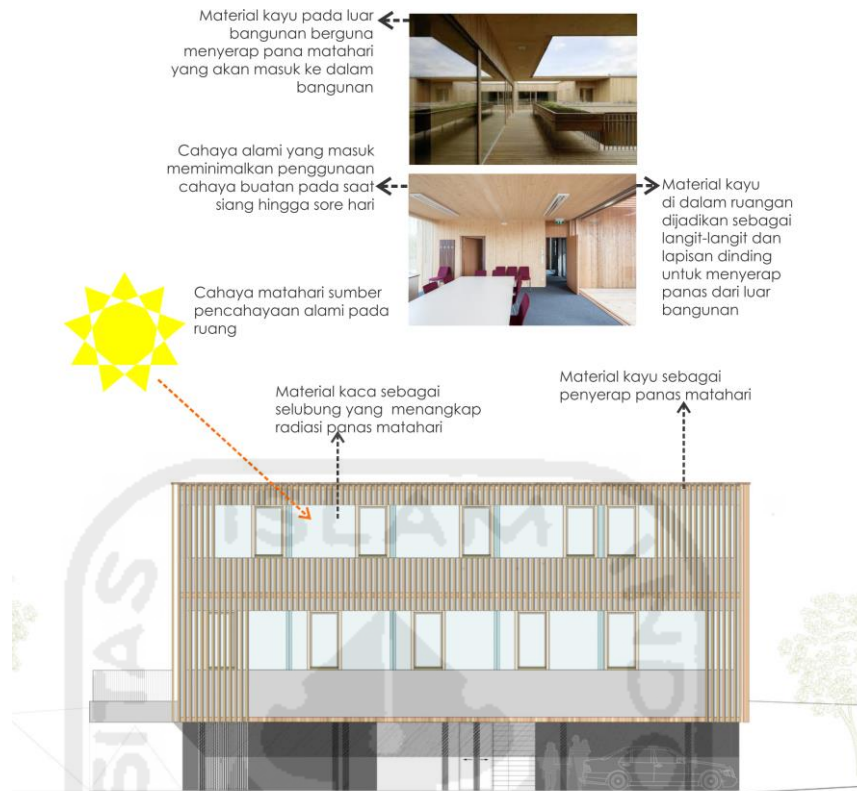 Material kayu pada luar
bangunan berguna
menyerap pana matahari
yang akan masuk ke dalam
bangunan
Cahaya alami yang masuk
meminimalkan penggunaan
cahaya buatan pada saat
siang hingga sore hari
Material kayu
di dalam ruangan
dijadikan sebagai
langit-langit dan
lapisan dinding
untuk menyerap
panas dari luar
bangunan
Cahaya matahari sumber
pencahayaan alami pada
ruang
Material kaca sebagai
selubung yang menangkap
radiasi panas matahari
Material kayu sebagai
penyerap panas matahari
SITAS
ISLAM
INDO